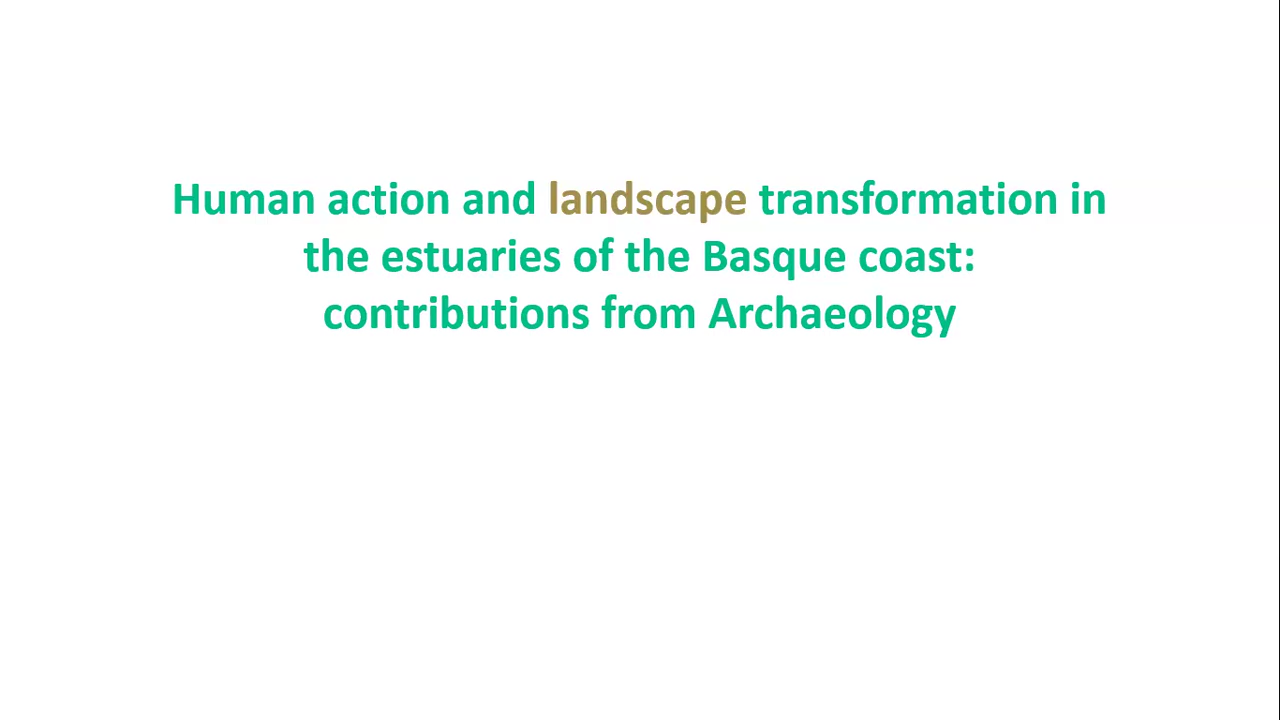 Human action and landscape transformation in
the estuaries of the Basque coast:
contributions from Archaeology